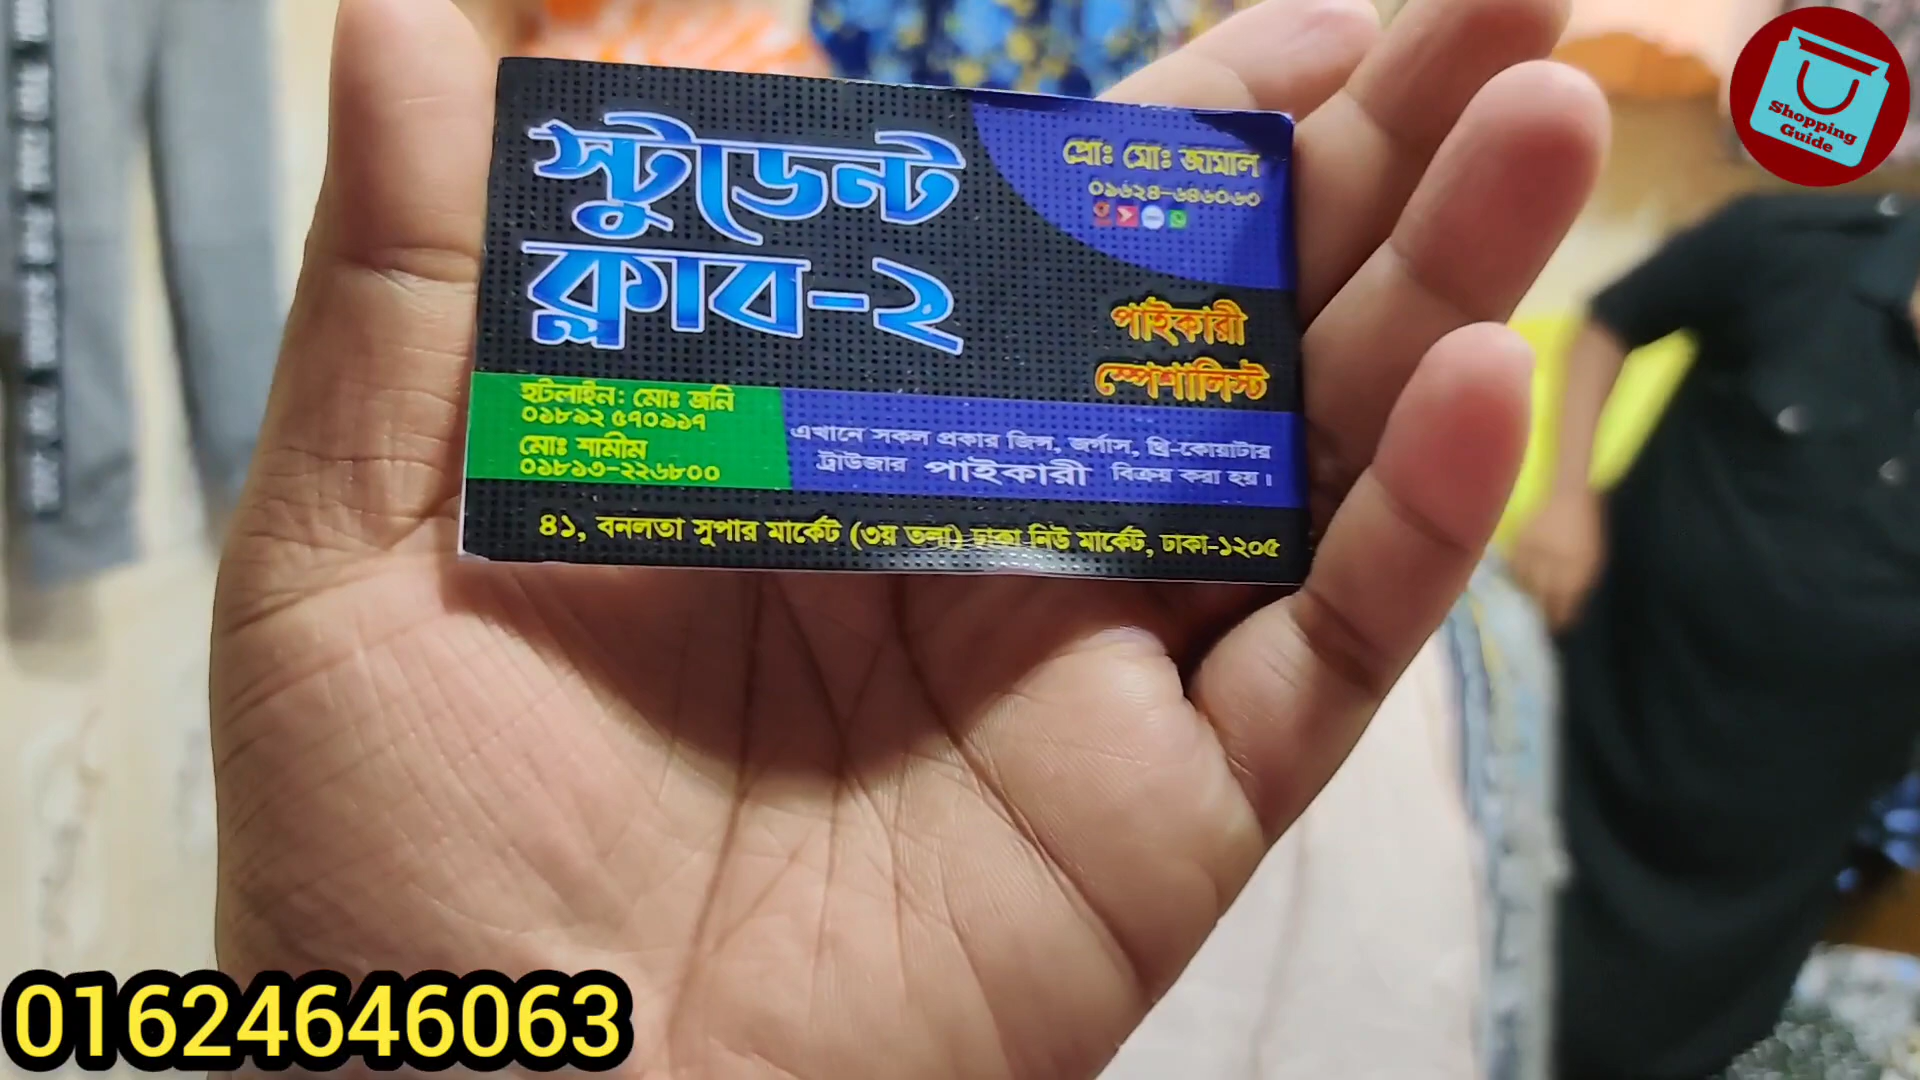 স্টুডেন্ট
ক্লাব-২
প্রোঃ মোঃ জামাল
০১৬২৪-৬৪৬০৬৩
পাইকারী
স্পেশালিস্ট
হটলাইন: মোঃ জনি
০১৮৯২ ৫৭০৯১৭
মোঃ শামীম
০১৮১৩-২২৬৮০০
এখানে সকল প্রকার জিন্স, জর্গাস, থ্রি-কোয়াটার
ট্রাউজার পাইকারী বিক্রয় করা হয়।
৪১, বনলতা সুপার মার্কেট (৩য় তলা) ঢাকা নিউ মার্কেট, ঢাকা-১২০৫
Shopping
Guide
01624646063